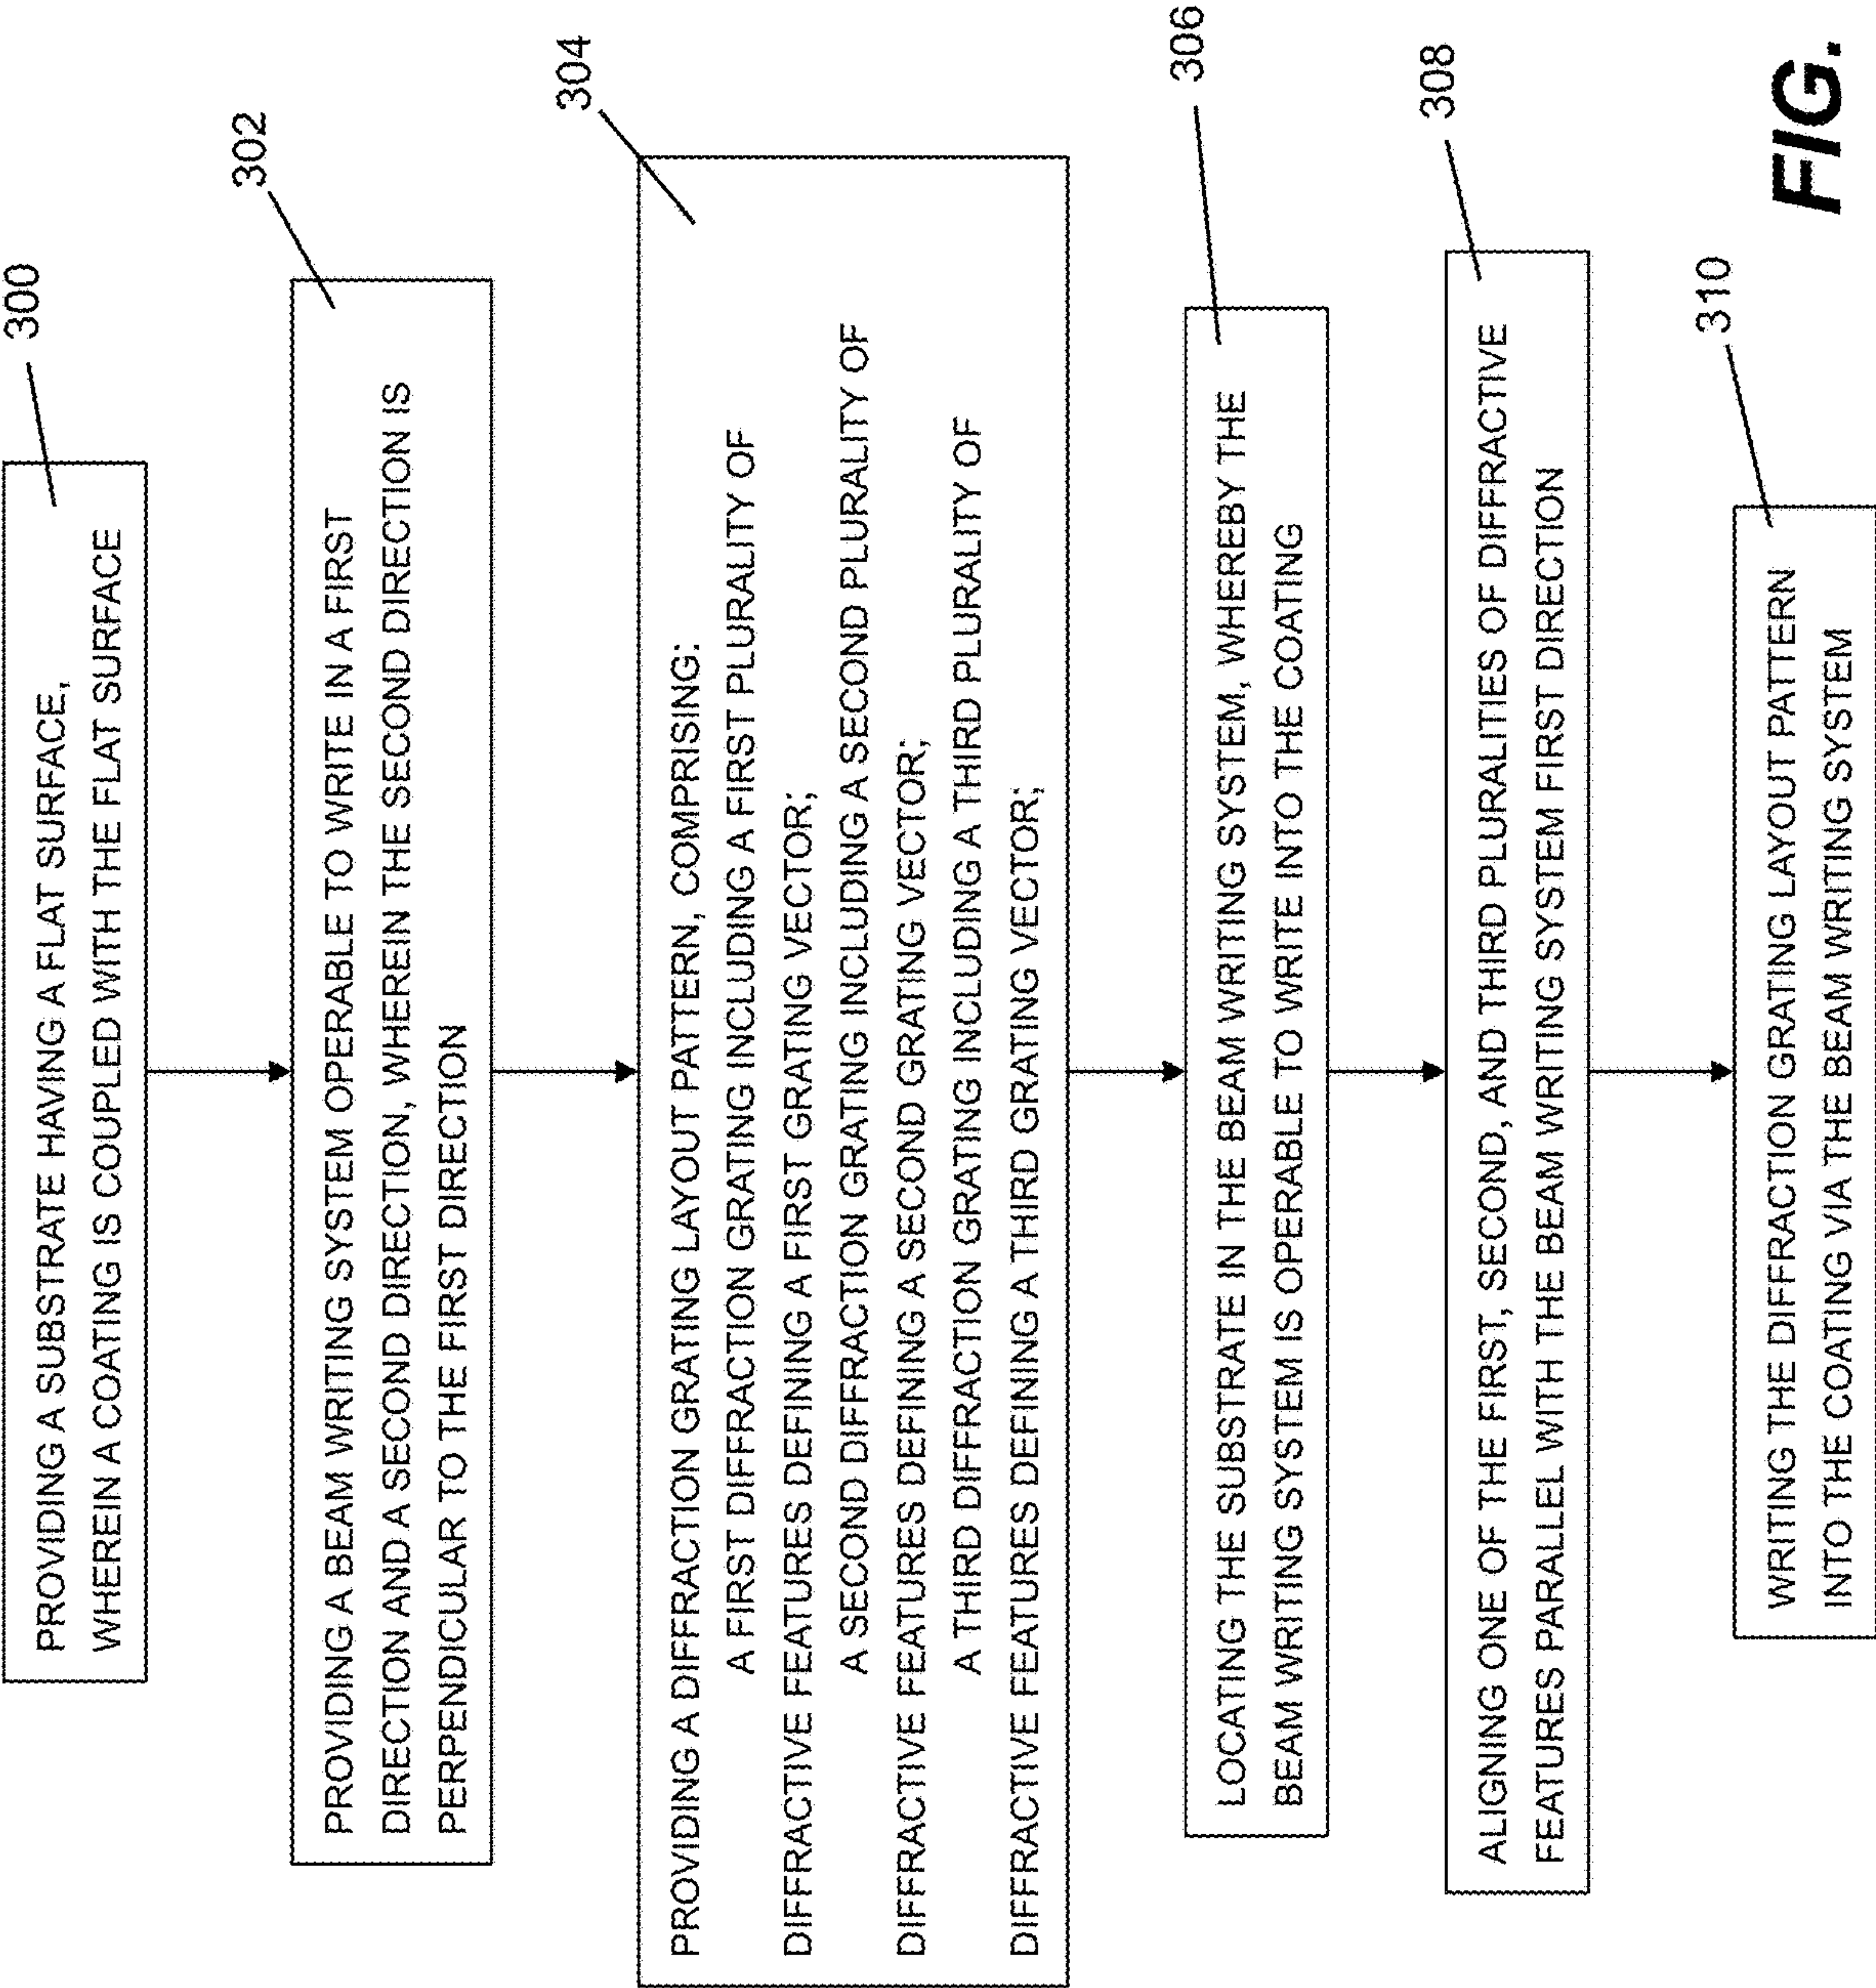 300
PROVIDING A SUBSTRATE HAVING A FLAT SURFACE,
WHEREIN A COATING IS COUPLED WITH THE FLAT SURFACE
302
PROVIDING A BEAM WRITING SYSTEM OPERABLE TO WRITE IN A FIRST
DIRECTION AND A SECOND DIRECTION, WHEREIN THE SECOND DIRECTION IS
PERPENDICULAR TO THE FIRST DIRECTION
304
PROVIDING A DIFFRACTION GRATING LAYOUT PATTERN, COMPRISING:
A FIRST DIFFRACTION GRATING INCLUDING A FIRST PLURALITY OF
DIFFRACTIVE FEATURES DEFINING A FIRST GRATING VECTOR;
A SECOND DIFFRACTION GRATING INCLUDING A SECOND PLURALITY OF
DIFFRACTIVE FEATURES DEFINING A SECOND GRATING VECTOR;
A THIRD DIFFRACTION GRATING INCLUDING A THIRD PLURALITY OF
DIFFRACTIVE FEATURES DEFINING A THIRD GRATING VECTOR;
306
LOCATING THE SUBSTRATE IN THE BEAM WRITING SYSTEM, WHEREBY THE
BEAM WRITING SYSTEM IS OPERABLE TO WRITE INTO THE COATING
308
ALIGNING ONE OF THE FIRST, SECOND, AND THIRD PLURALITIES OF DIFFRACTIVE
FEATURES PARALLEL WITH THE BEAM WRITING SYSTEM FIRST DIRECTION
310
WRITING THE DIFFRACTION GRATING LAYOUT PATTERN
INTO THE COATING VIA THE BEAM WRITING SYSTEM
FIG.